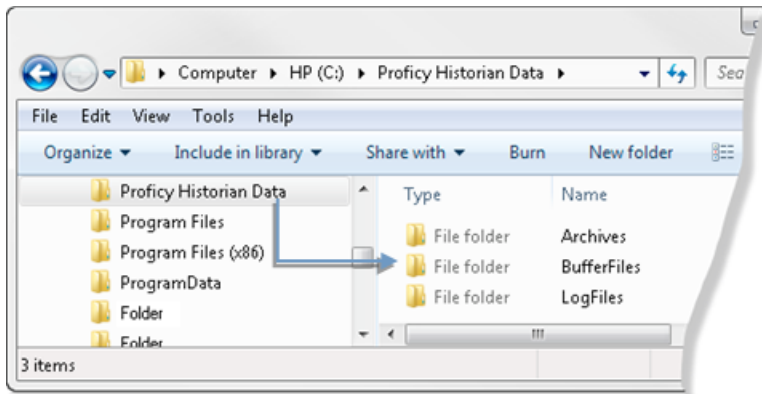 Computer HP (C:) Proficy Historian Data Sea
File Edit View Tools Help
Organize Include in library Share with Burn New folder
Proficy Historian Data
Program Files
Program Files (x86)
ProgramData
Folder
Folder
Type Name
File folder Archives
File folder BufferFiles
File folder LogFiles
3 items